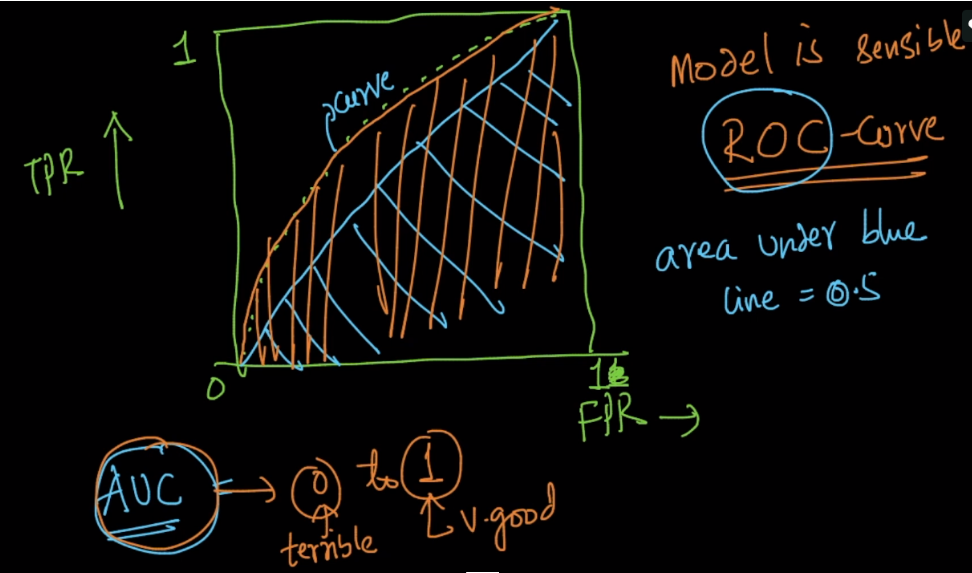 1
Model is sensible
curve
ROC-Curve
TPR
area under blue
line = 0.5
0
1
FPR
AUC
0 to 1
terrible
v.good